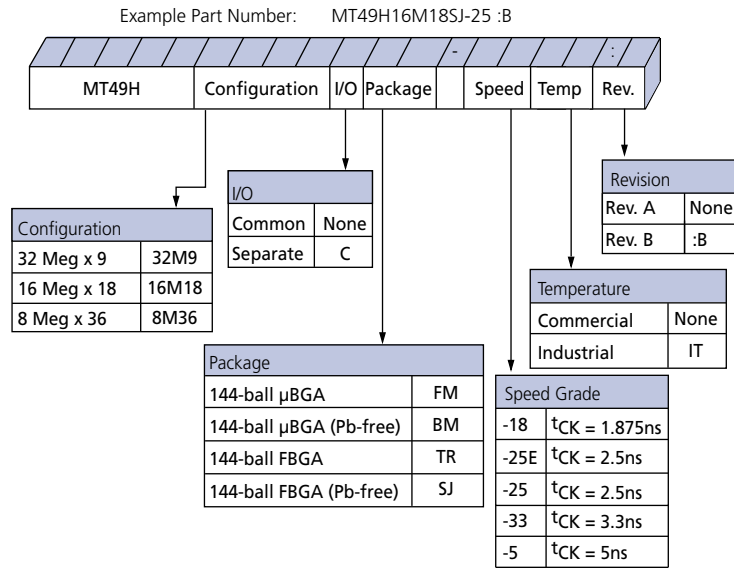 Example Part Number: MT49H16M18SJ-25 :B
- :
MT49H Configuration I/O Package Speed Temp Rev.
Revision
Rev. A None
Rev. B :B
I/O
Common None
Separate C
Configuration
32 Meg x 9 32M9
16 Meg x 18 16M18
8 Meg x 36 8M36
Temperature
Commercial None
Industrial IT
Package
144-ball µBGA FM
144-ball µBGA (Pb-free) BM
144-ball FBGA TR
144-ball FBGA (Pb-free) SJ
Speed Grade
-18 tCK = 1.875ns
-25E tCK = 2.5ns
-25 tCK = 2.5ns
-33 tCK = 3.3ns
-5 tCK = 5ns